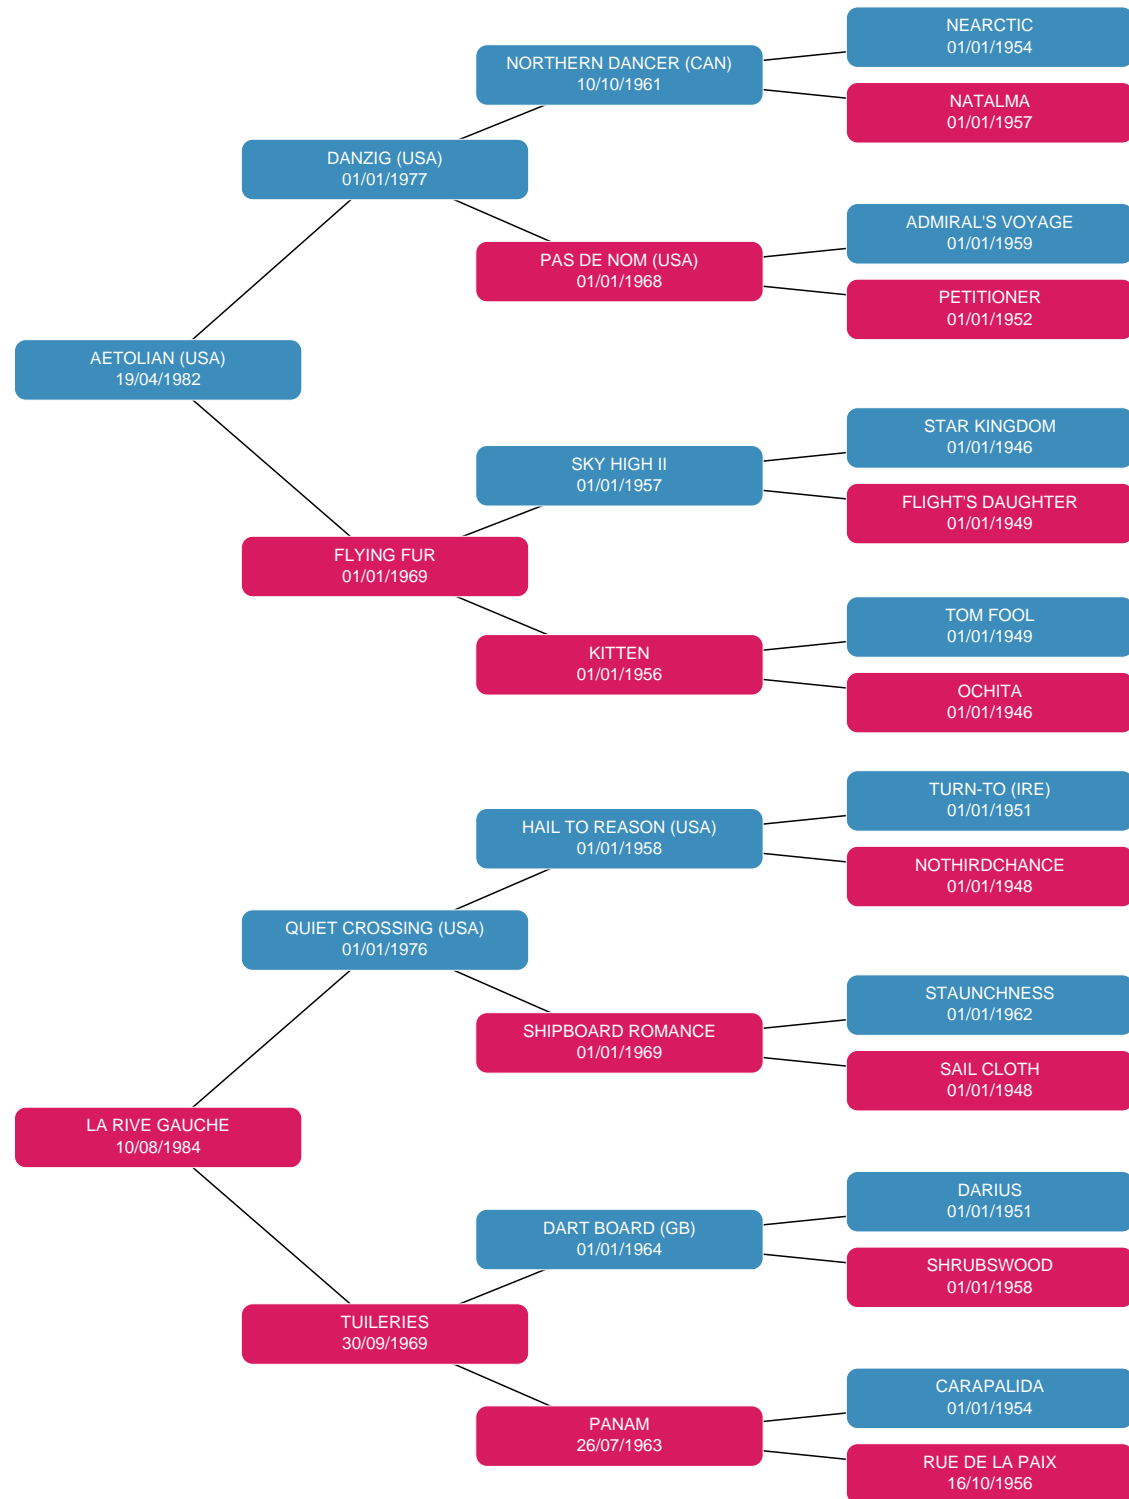 NEARCTIC
01/01/1954
NORTHERN DANCER (CAN)
10/10/1961
NATALMA
01/01/1957
DANZIG (USA)
01/01/1977
ADMIRAL'S VOYAGE
01/01/1959
PAS DE NOM (USA)
01/01/1968
PETITIONER
01/01/1952
AETOLIAN (USA)
19/04/1982
STAR KINGDOM
01/01/1946
SKY HIGH II
01/01/1957
FLIGHT'S DAUGHTER
01/01/1949
FLYING FUR
01/01/1969
TOM FOOL
01/01/1949
KITTEN
01/01/1956
OCHITA
01/01/1946
TURN-TO (IRE)
01/01/1951
HAIL TO REASON (USA)
01/01/1958
NOTHIRDCHANCE
01/01/1948
QUIET CROSSING (USA)
01/01/1976
STAUNCHNESS
01/01/1962
SHIPBOARD ROMANCE
01/01/1969
SAIL CLOTH
01/01/1948
LA RIVE GAUCHE
10/08/1984
DARIUS
01/01/1951
DART BOARD (GB)
01/01/1964
SHRUBSWOOD
01/01/1958
TUILERIES
30/09/1969
CARAPALIDA
01/01/1954
PANAM
26/07/1963
RUE DE LA PAIX
16/10/1956